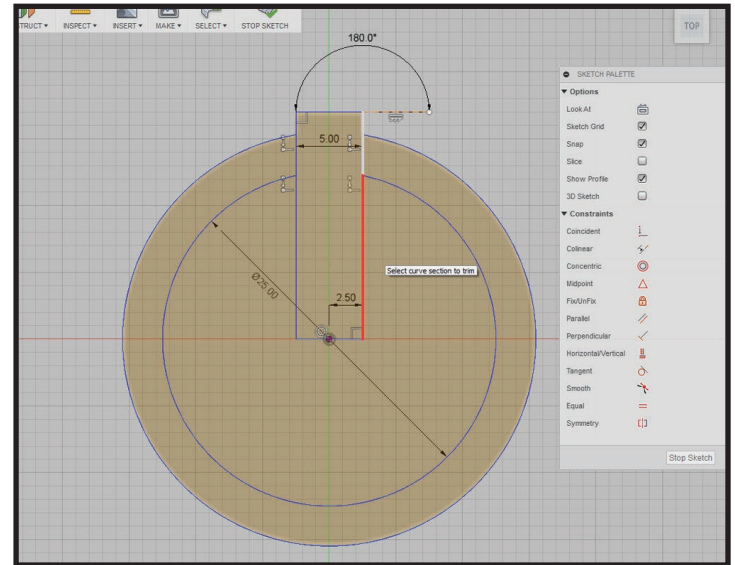 TRUCT ▾ INSPECT ▾ INSERT ▾ MAKE ▾ SELECT ▾ STOP SKETCH
TOP
180.0°
SKETCH PALETTE
▼ Options
Look At
Sketch Grid
5.00
Snap
Slice
Show Profile
3D Sketch
▼ Constraints
Coincident
Colinear
Select curve section to trim
Concentric
Ø25.00
Midpoint
2.50
Fix/UnFix
Parallel
Perpendicular
Horizontal/Vertical
Tangent
Smooth
Equal
Symmetry
Stop Sketch